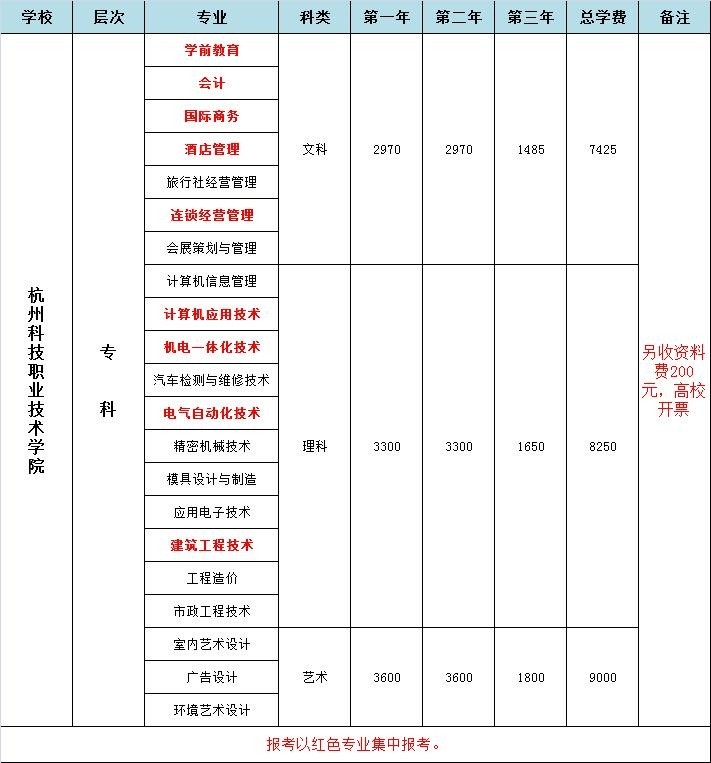 学校 层次 专业 科类 第一年 第二年 第三年 总学费 备注
杭州科技职业技术学院
专科
学前教育
会计
国际商务
酒店管理
旅行社经营管理
连锁经营管理
会展策划与管理
文科 2970 2970 1485 7425
计算机信息管理
计算机应用技术
机电一体化技术
汽车检测与维修技术
电气自动化技术
精密机械技术
模具设计与制造
应用电子技术
建筑工程技术
工程造价
市政工程技术
理科 3300 3300 1650 8250
室内艺术设计
广告设计
环境艺术设计
艺术 3600 3600 1800 9000
另收资料
费200
元，高校
开票
报考以红色专业集中报考。